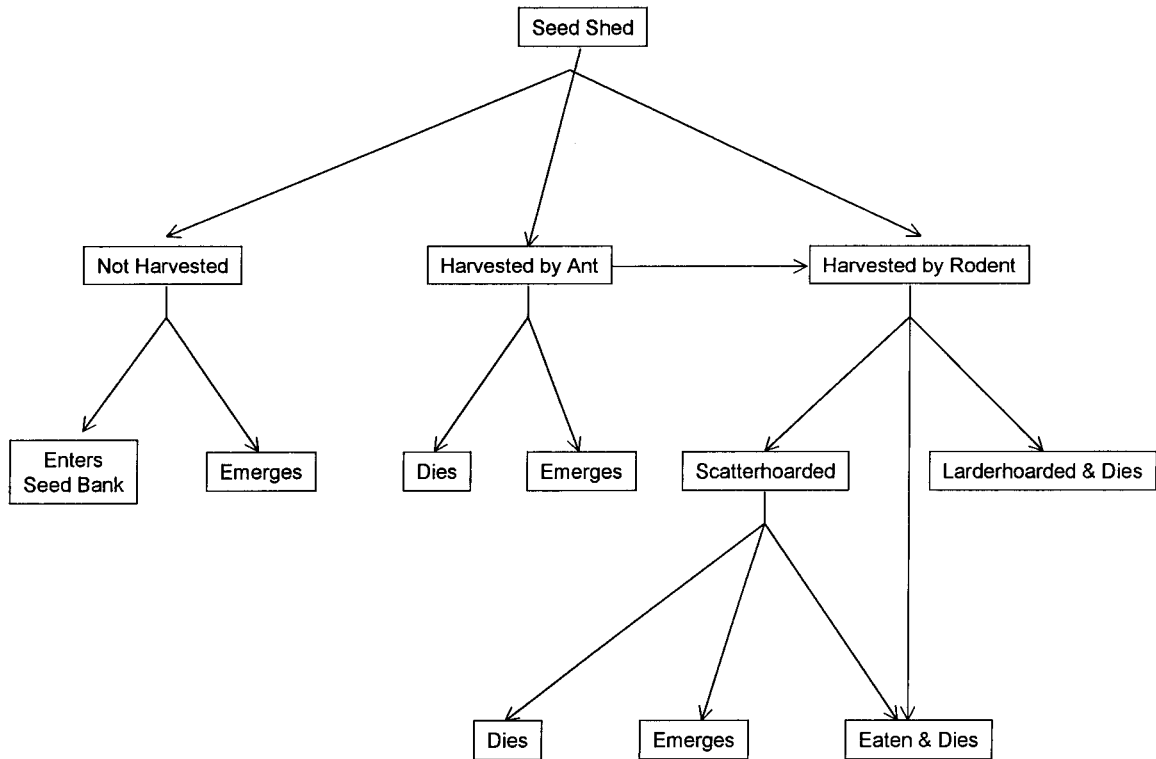 Seed Shed
Not Harvested
Harvested by Ant
Harvested by Rodent
Enters
Seed Bank
Emerges
Dies
Emerges
Scatterhoarded
Larderhoarded & Dies
Dies
Emerges
Eaten & Dies